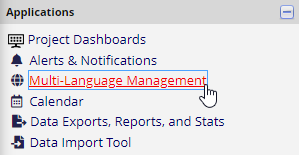 Applications
Project Dashboards
Alerts & Notifications
Multi-Language Management
Calendar
Data Exports, Reports, and Stats
Data Import Tool